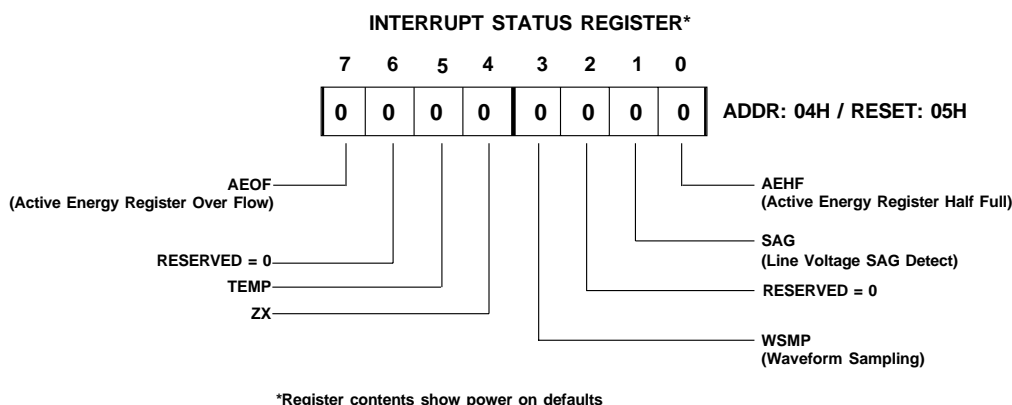 INTERRUPT STATUS REGISTER*
7 6 5 4 3 2 1 0
0 0 0 0 0 0 0 0 ADDR: 04H / RESET: 05H
AEOF
(Active Energy Register Over Flow)
RESERVED = 0
TEMP
ZX
AEHF
(Active Energy Register Half Full)
SAG
(Line Voltage SAG Detect)
RESERVED = 0
WSMP
(Waveform Sampling)
*Register contents show power on defaults